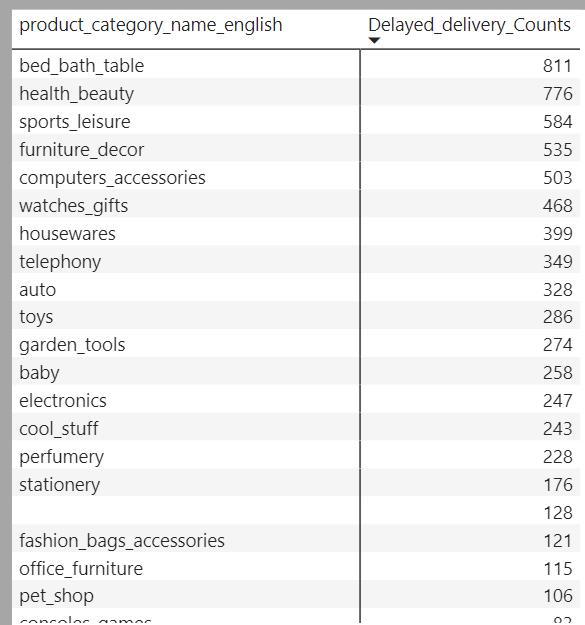 product_category_name_english Delayed_delivery_Counts
bed_bath_table 811
health_beauty 776
sports_leisure 584
furniture_decor 535
computers_accessories 503
watches_gifts 468
housewares 399
telephony 349
auto 328
toys 286
garden_tools 274
baby 258
electronics 247
cool_stuff 243
perfumery 228
stationery 176
128
fashion_bags_accessories 121
office_furniture 115
pet_shop 106
consoles_games 83